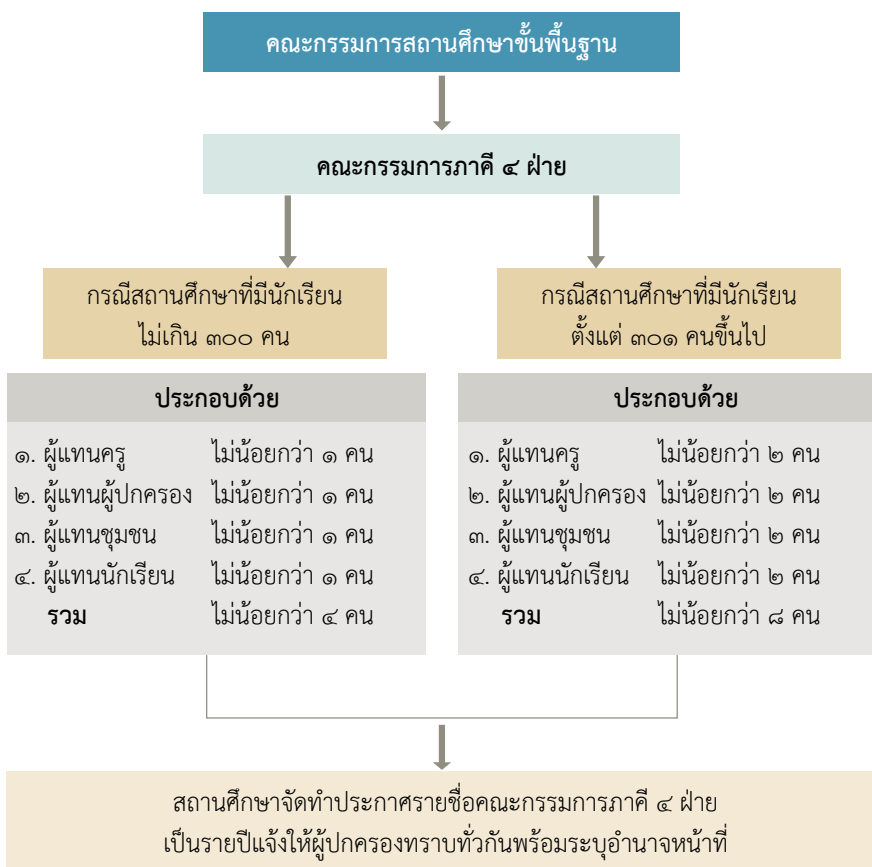 คณะกรรมการสถานศึกษาขั้นพื้นฐาน
คณะกรรมการภาคี ๔ ฝ่าย
กรณีสถานศึกษาที่มีนักเรียน
ไม่เกิน ๓๐๐ คน
ประกอบด้วย
๑. ผู้แทนครู ไม่น้อยกว่า ๑ คน
๒. ผู้แทนผู้ปกครอง ไม่น้อยกว่า ๑ คน
๓. ผู้แทนชุมชน ไม่น้อยกว่า ๑ คน
๔. ผู้แทนนักเรียน ไม่น้อยกว่า ๑ คน
รวม ไม่น้อยกว่า ๔ คน
กรณีสถานศึกษาที่มีนักเรียน
ตั้งแต่ ๓๐๑ คนขึ้นไป
ประกอบด้วย
๑. ผู้แทนครู ไม่น้อยกว่า ๒ คน
๒. ผู้แทนผู้ปกครอง ไม่น้อยกว่า ๒ คน
๓. ผู้แทนชุมชน ไม่น้อยกว่า ๒ คน
๔. ผู้แทนนักเรียน ไม่น้อยกว่า ๒ คน
รวม ไม่น้อยกว่า ๘ คน
สถานศึกษาจัดทำประกาศรายชื่อคณะกรรมการภาคี ๔ ฝ่าย
เป็นรายปีแจ้งให้ผู้ปกครองทราบทั่วกันพร้อมระบุอำนาจหน้าที่